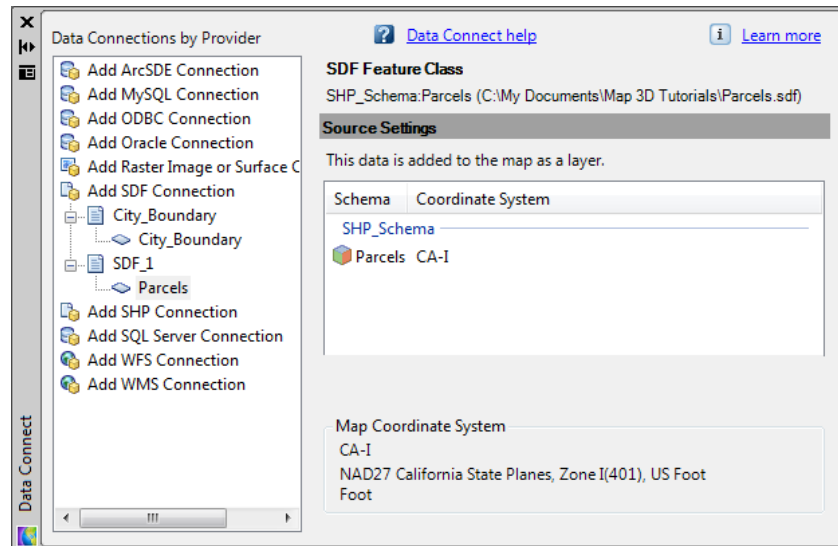 Data Connections by Provider
Add ArcSDE Connection
Add MySQL Connection
Add ODBC Connection
Add Oracle Connection
Add Raster Image or Surface C
Add SDF Connection
City_Boundary
City_Boundary
SDF_1
Parcels
Add SHP Connection
Add SQL Server Connection
Add WFS Connection
Add WMS Connection
Data Connect
Data Connect help
Learn more
SDF Feature Class
SHP_Schema:Parcels (C:\My Documents\Map 3D Tutorials\Parcels.sdf)
Source Settings
This data is added to the map as a layer.
Schema Coordinate System
SHP_Schema
Parcels CA-I
Map Coordinate System
CA-I
NAD27 California State Planes, Zone I(401), US Foot
Foot